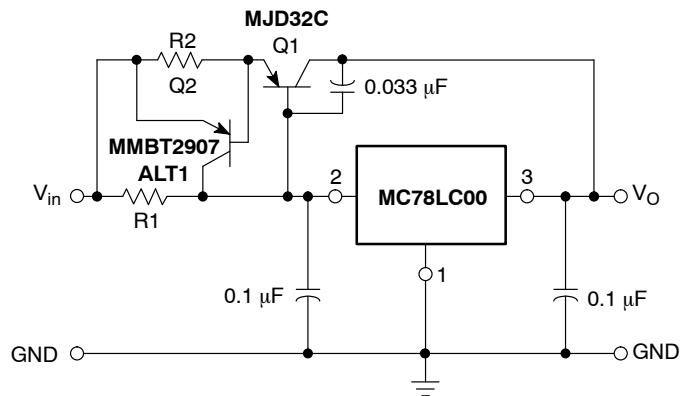 MJD32C
R2
Q1
Q2
0.033 µF
MMBT2907
ALT1
2
3
MC78LC00
Vin
VO
R1
1
0.1 µF
0.1 µF
GND
GND